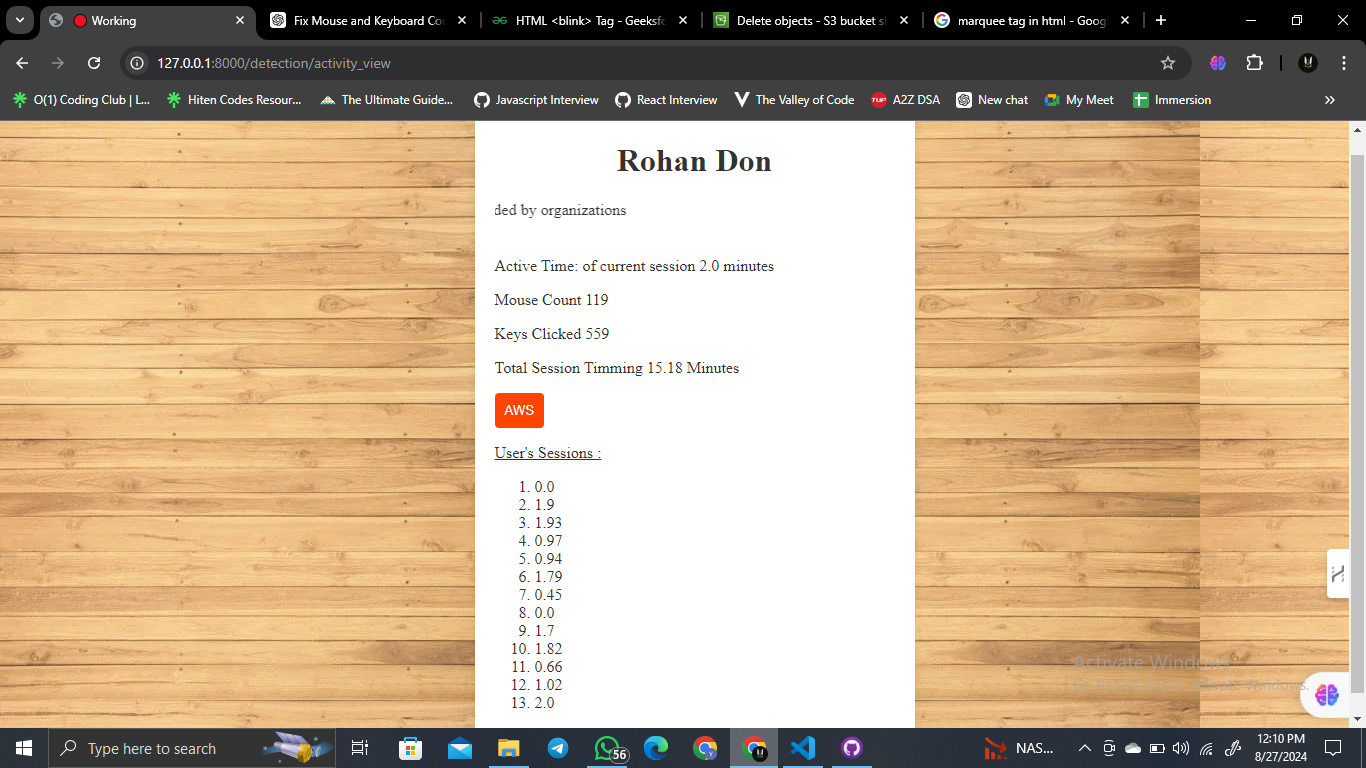 Working
Fix Mouse and Keyboard Co
HTML <blink> Tag - Geeksf
Delete objects - S3 bucket s
marquee tag in html - Goog
127.0.0.1:8000/detection/activity_view
O(1) Coding Club | L...
Hiten Codes Resour...
The Ultimate Guide...
Javascript Interview
React Interview
The Valley of Code
TUF
A2Z DSA
New chat
My Meet
Immersion
Rohan Don
ded by organizations
Active Time: of current session 2.0 minutes
Mouse Count 119
Keys Clicked 559
Total Session Timming 15.18 Minutes
AWS
User's Sessions :
1. 0.0
2. 1.9
3. 1.93
4. 0.97
5. 0.94
6. 1.79
7. 0.45
8. 0.0
9. 1.7
10. 1.82
11. 0.66
12. 1.02
13. 2.0
Activate Windows
Windows.
Type here to search
56
NAS...
12:10 PM
8/27/2024